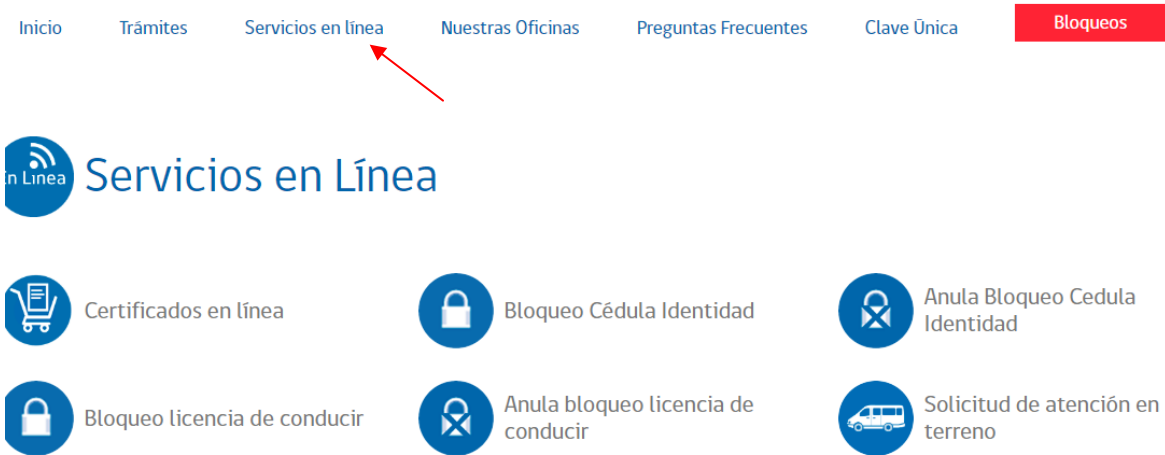 Inicio Trámites Servicios en línea Nuestras Oficinas Preguntas Frecuentes Clave Única Bloqueos
En Línea
Servicios en Línea
Certificados en línea
Bloqueo Cédula Identidad
Anula Bloqueo Cedula
Identidad
Bloqueo licencia de conducir
Anula bloqueo licencia de
conducir
Solicitud de atención en
terreno